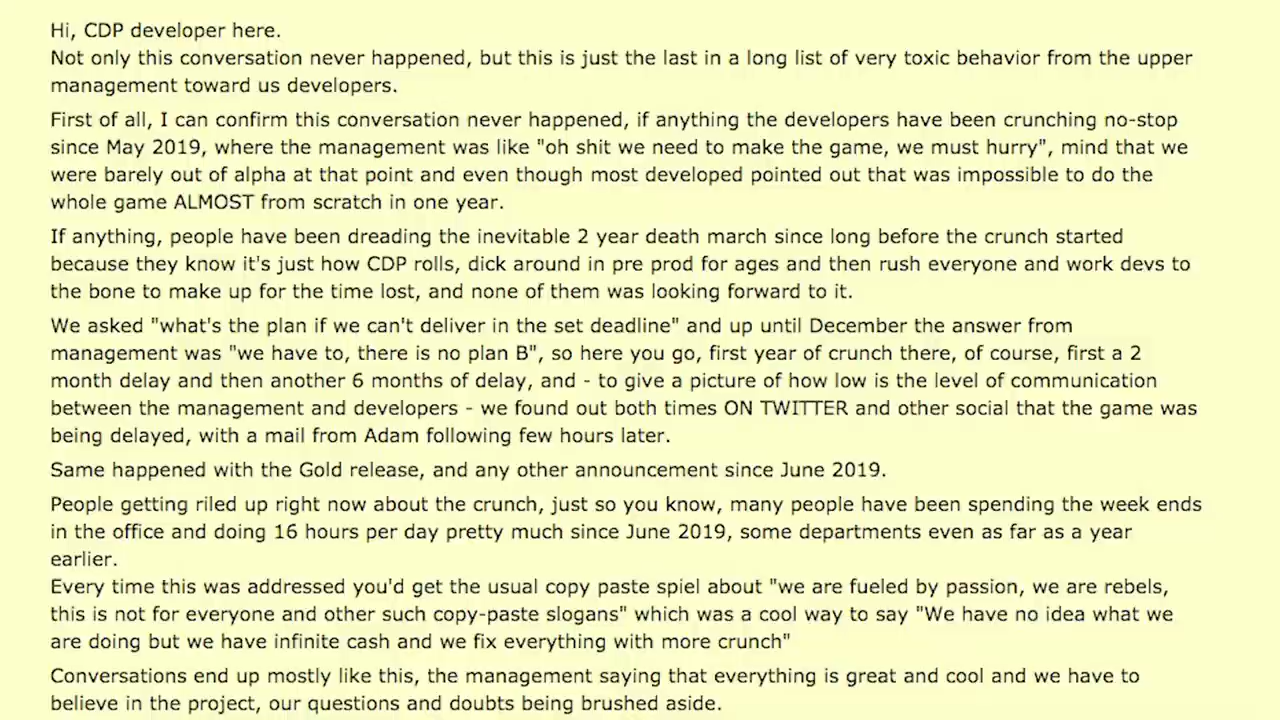 Hi, CDP developer here.
Not only this conversation never happened, but this is just the last in a long list of very toxic behavior from the upper
management toward us developers.
First of all, I can confirm this conversation never happened, if anything the developers have been crunching no-stop
since May 2019, where the management was like "oh shit we need to make the game, we must hurry", mind that we
were barely out of alpha at that point and even though most developed pointed out that was impossible to do the
whole game ALMOST from scratch in one year.
If anything, people have been dreading the inevitable 2 year death march since long before the crunch started
because they know it's just how CDP rolls, dick around in pre prod for ages and then rush everyone and work devs to
the bone to make up for the time lost, and none of them was looking forward to it.
We asked "what's the plan if we can't deliver in the set deadline" and up until December the answer from
management was "we have to, there is no plan B", so here you go, first year of crunch there, of course, first a 2
month delay and then another 6 months of delay, and - to give a picture of how low is the level of communication
between the management and developers - we found out both times ON TWITTER and other social that the game was
being delayed, with a mail from Adam following few hours later.
Same happened with the Gold release, and any other announcement since June 2019.
People getting riled up right now about the crunch, just so you know, many people have been spending the week ends
in the office and doing 16 hours per day pretty much since June 2019, some departments even as far as a year
earlier.
Every time this was addressed you'd get the usual copy paste spiel about "we are fueled by passion, we are rebels,
this is not for everyone and other such copy-paste slogans" which was a cool way to say "We have no idea what we
are doing but we have infinite cash and we fix everything with more crunch"
Conversations end up mostly like this, the management saying that everything is great and cool and we have to
believe in the project, our questions and doubts being brushed aside.